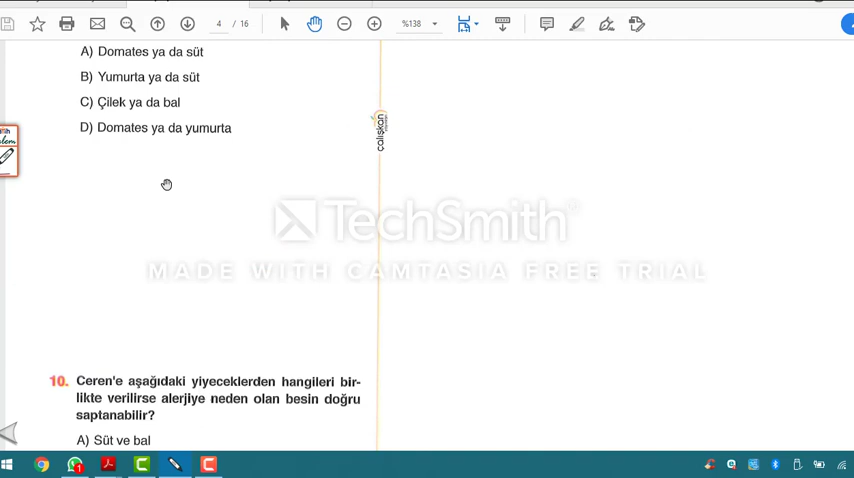 4 / 16
%138
A) Domates ya da süt
B) Yumurta ya da süt
C) Çilek ya da bal
D) Domates ya da yumurta
çalışkan
TechSmith
MADE WITH CAMTASIA FREE TRIAL
10. Ceren'e aşağıdaki yiyeceklerden hangileri bir-
likte verilirse alerjiye neden olan besin doğru
saptanabilir?
A) Süt ve bal